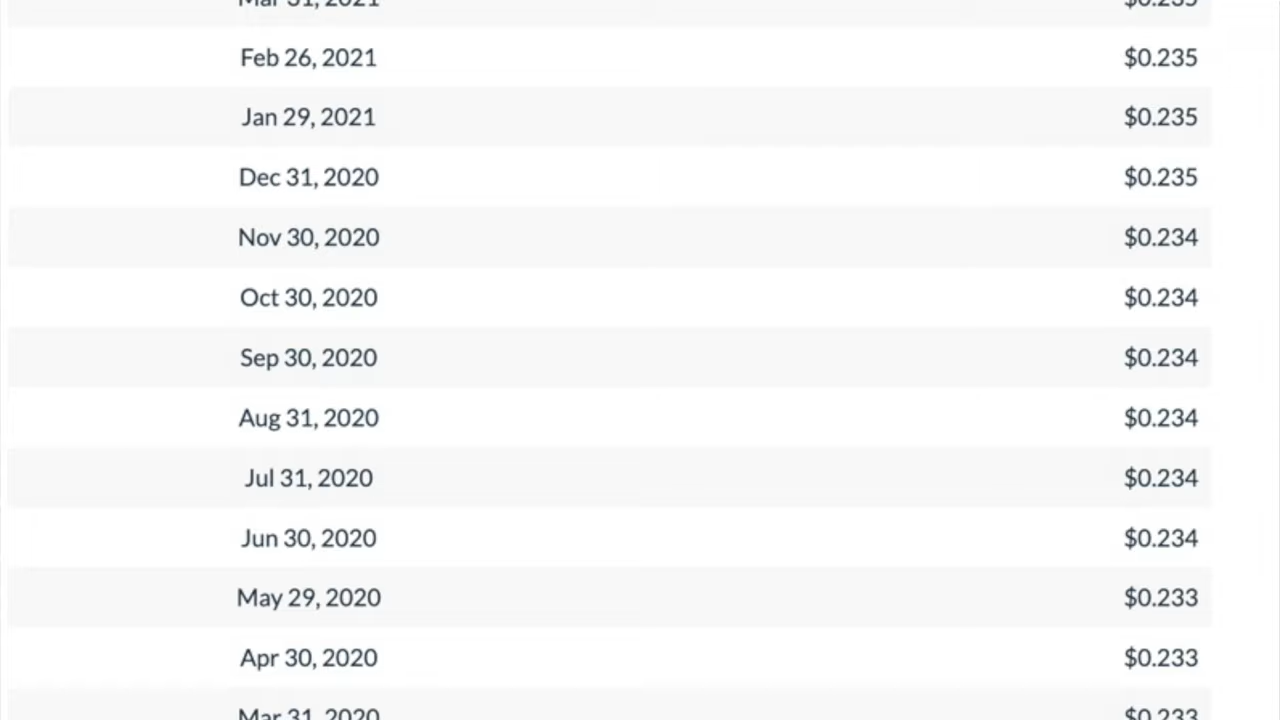 Mar 31, 2021 $0.235
Feb 26, 2021 $0.235
Jan 29, 2021 $0.235
Dec 31, 2020 $0.235
Nov 30, 2020 $0.234
Oct 30, 2020 $0.234
Sep 30, 2020 $0.234
Aug 31, 2020 $0.234
Jul 31, 2020 $0.234
Jun 30, 2020 $0.234
May 29, 2020 $0.233
Apr 30, 2020 $0.233
Mar 31, 2020 $0.233